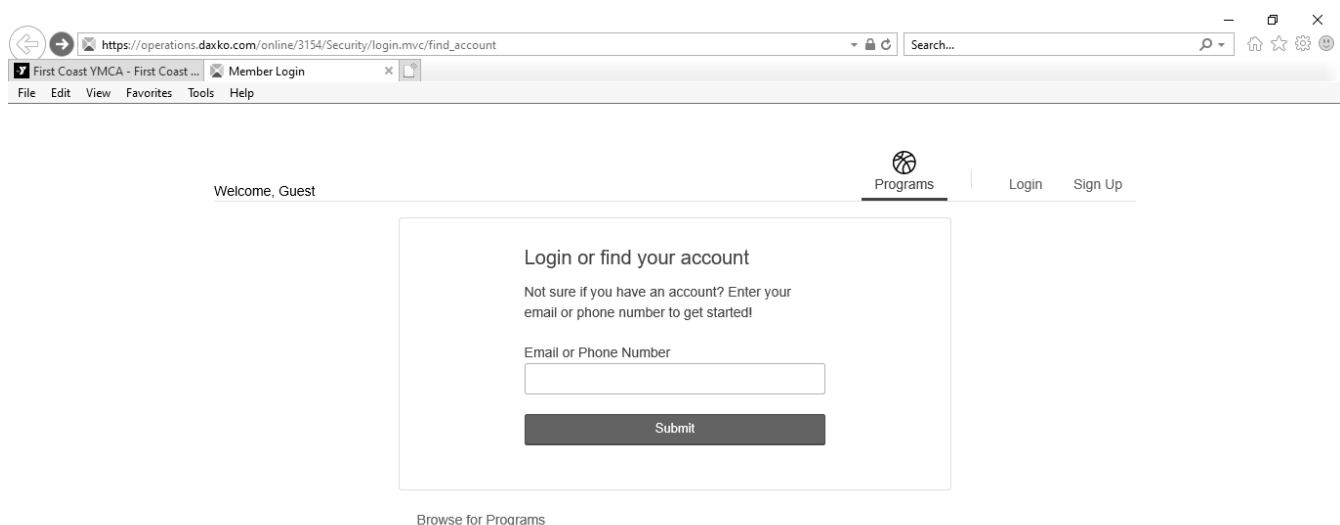 https://operations.daxko.com/online/3154/Security/login.mvc/find_account
Search...
First Coast YMCA - First Coast ...
Member Login
File Edit View Favorites Tools Help
Programs
Login
Sign Up
Welcome, Guest
Login or find your account
Not sure if you have an account? Enter your
email or phone number to get started!
Email or Phone Number
Submit
Browse for Programs